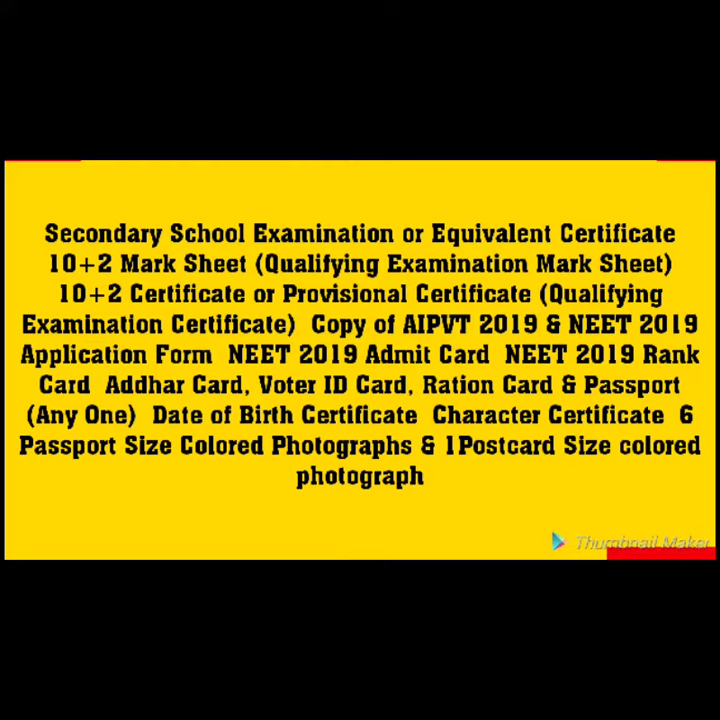 Secondary School Examination or Equivalent Certificate
10+2 Mark Sheet (Qualifying Examination Mark Sheet)
10+2 Certificate or Provisional Certificate (Qualifying
Examination Certificate) Copy of AIPVT 2019 & NEET 2019
Application Form NEET 2019 Admit Card NEET 2019 Rank
Card Addhar Card, Voter ID Card, Ration Card & Passport
(Any One) Date of Birth Certificate Character Certificate 6
Passport Size Colored Photographs & 1Postcard Size colored
photograph
Thumbnail Maker